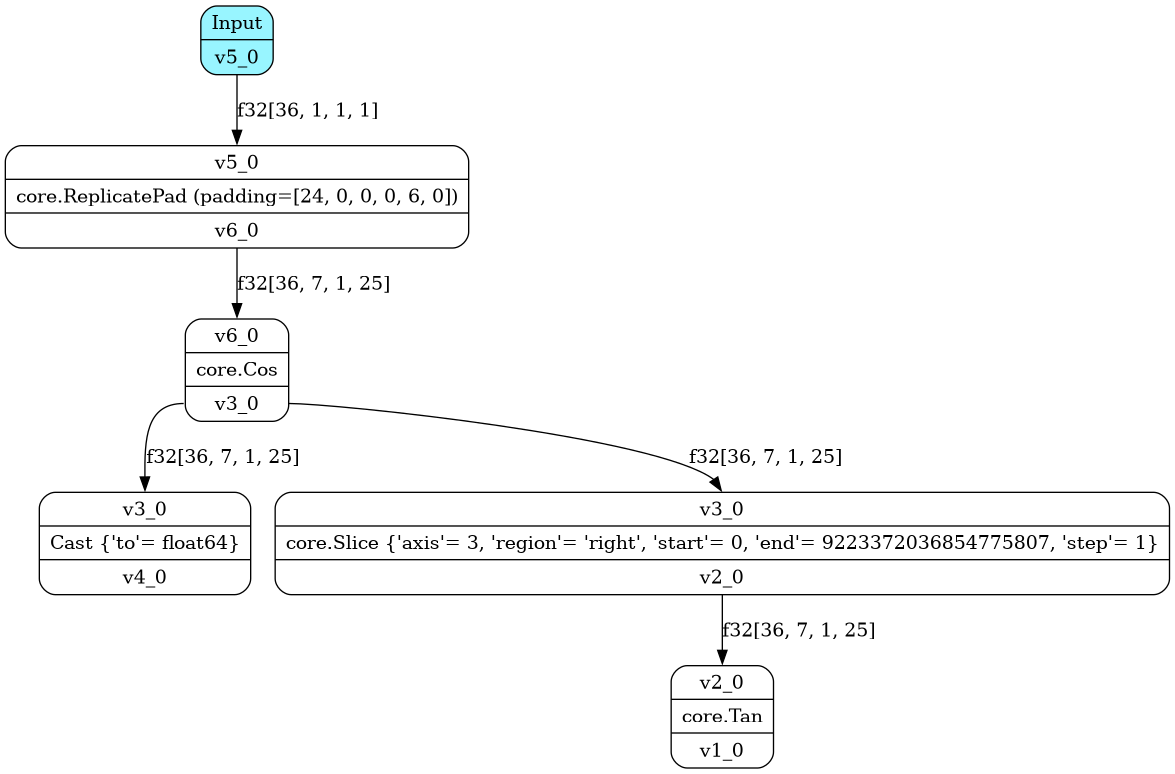 Input
v5_0
f32[36, 1, 1, 1]
v5_0
core.ReplicatePad (padding=[24, 0, 0, 0, 6, 0])
v6_0
f32[36, 7, 1, 25]
v6_0
core.Cos
v3_0
f32[36, 7, 1, 25]
f32[36, 7, 1, 25]
v3_0
Cast {'to'= float64}
v4_0
v3_0
core.Slice {'axis'= 3, 'region'= 'right', 'start'= 0, 'end'= 9223372036854775807, 'step'= 1}
v2_0
f32[36, 7, 1, 25]
v2_0
core.Tan
v1_0